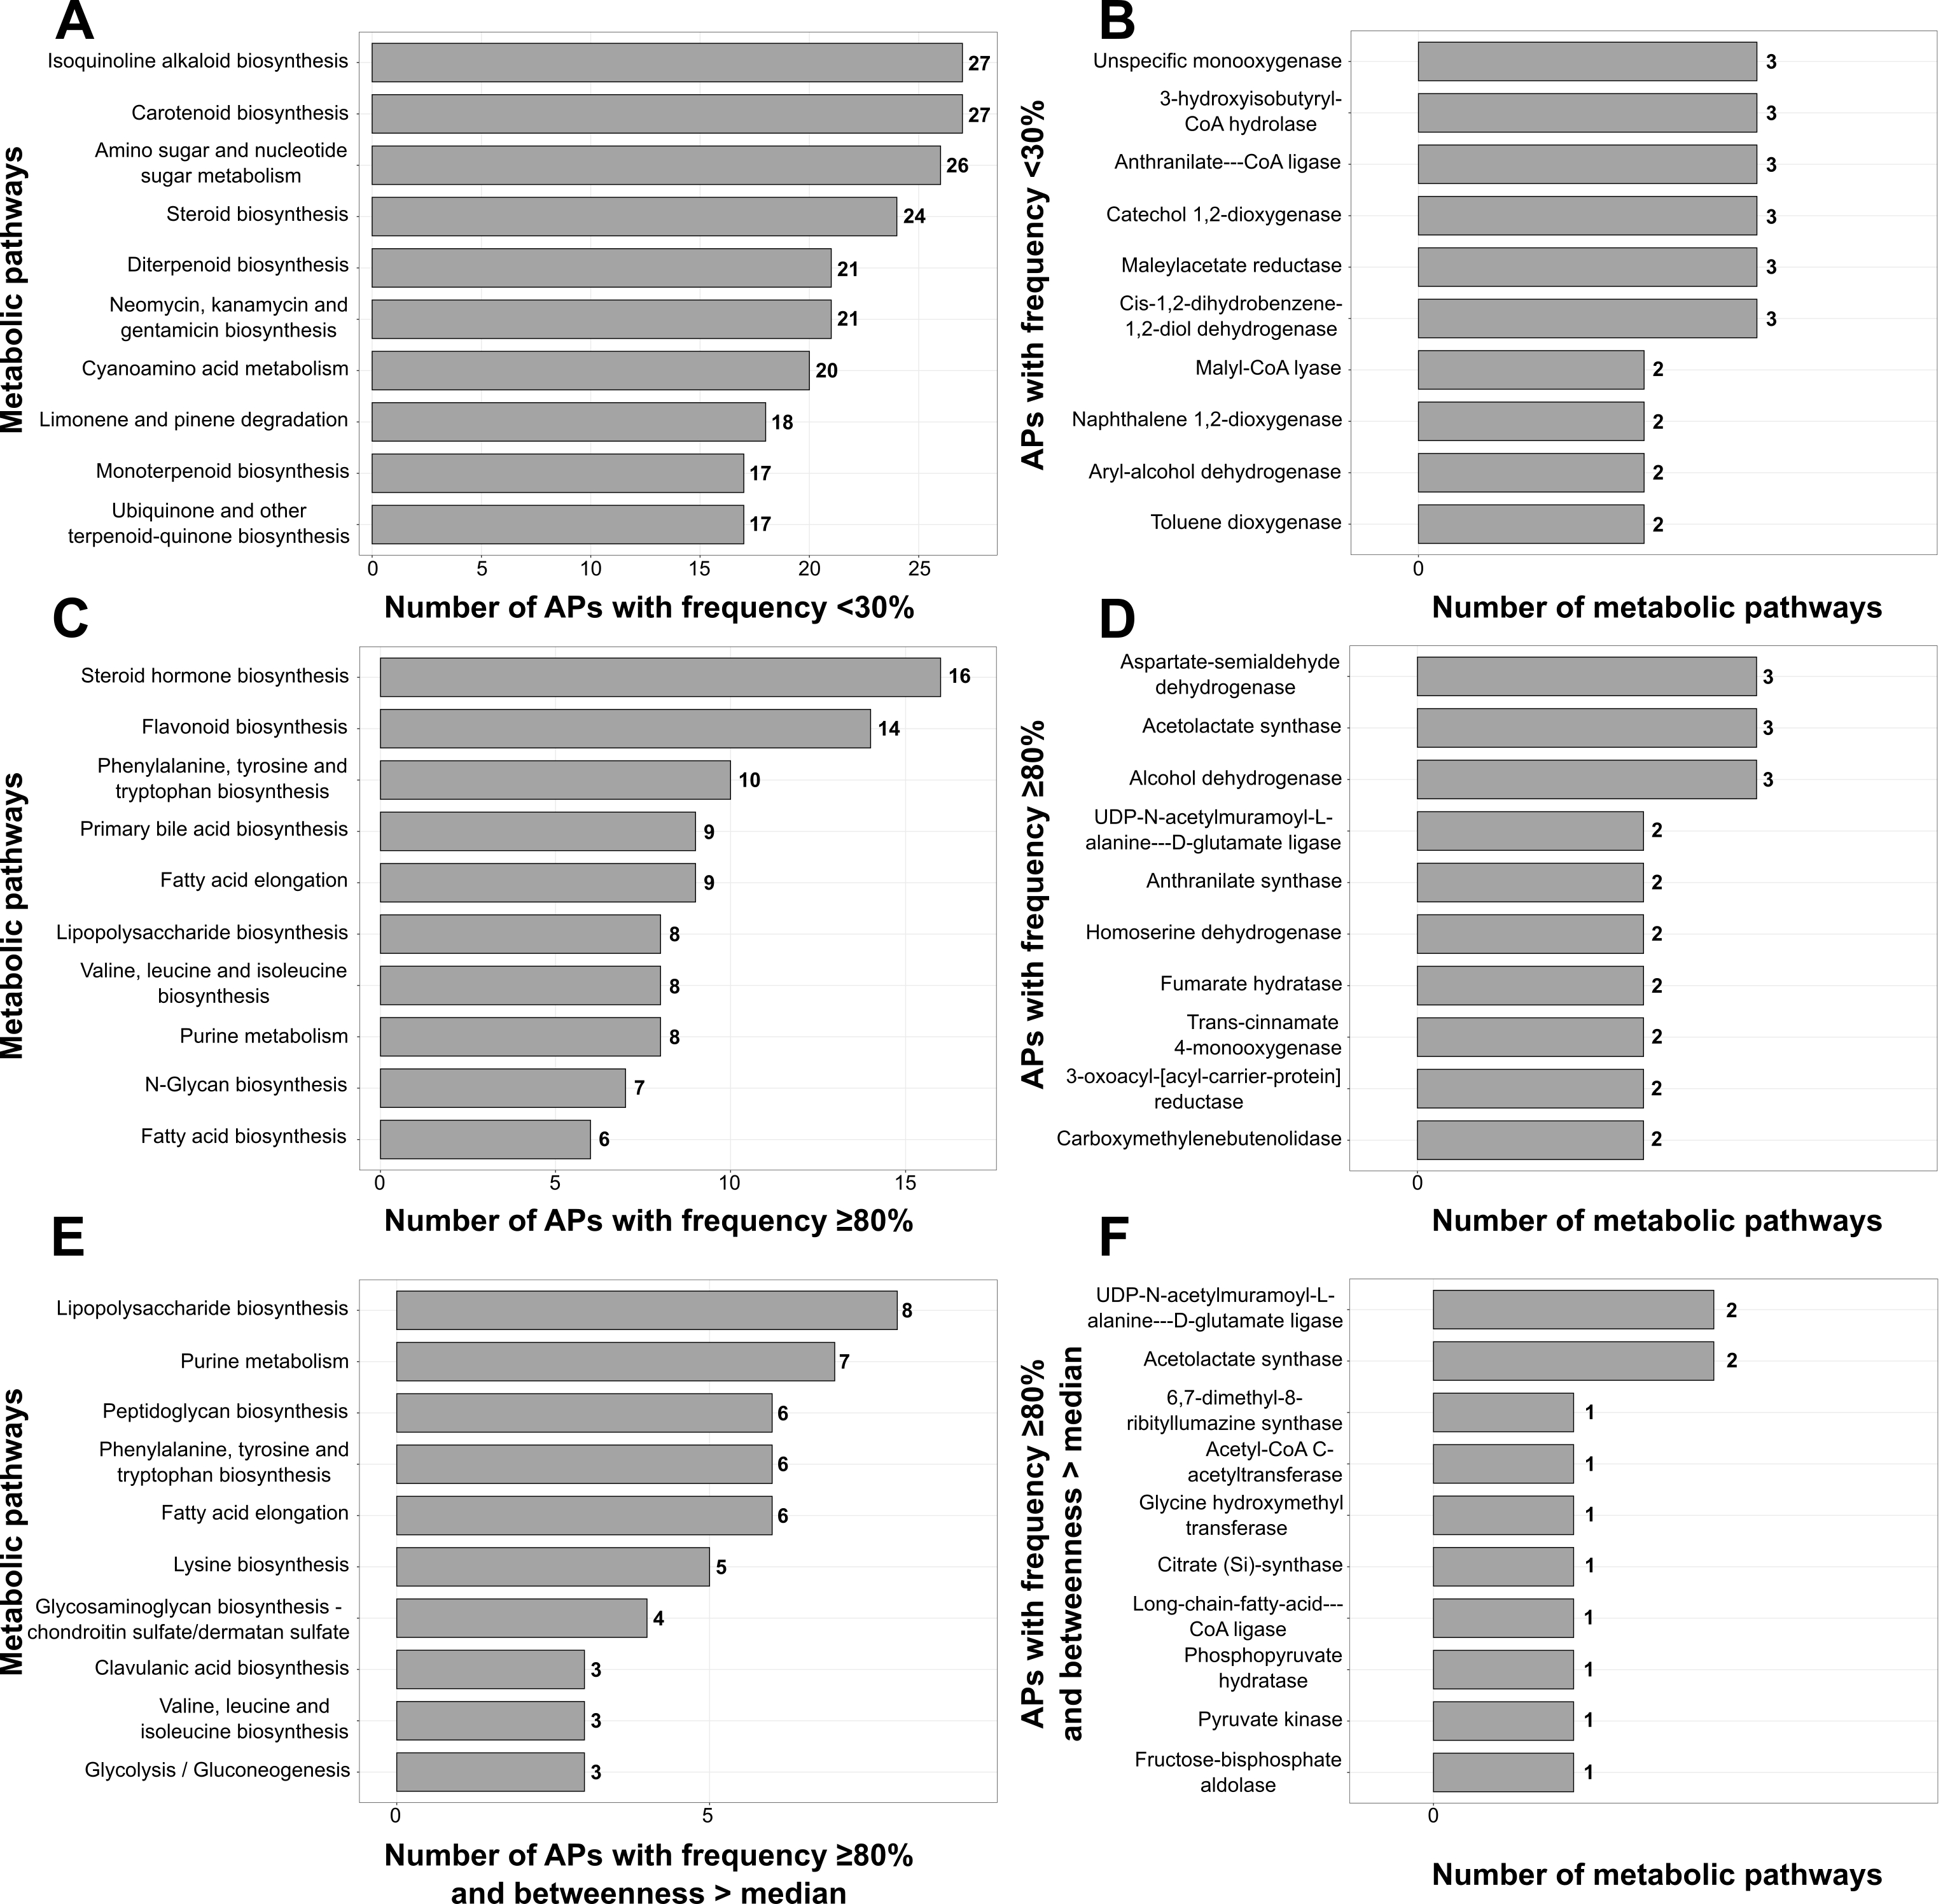 A
Metabolic pathways
Isoquinoline alkaloid biosynthesis
27
Carotenoid biosynthesis
27
Amino sugar and nucleotide
sugar metabolism
26
Steroid biosynthesis
24
Diterpenoid biosynthesis
21
Neomycin, kanamycin and
gentamicin biosynthesis
21
Cyanoamino acid metabolism
20
Limonene and pinene degradation
18
Monoterpenoid biosynthesis
17
Ubiquinone and other
terpenoid-quinone biosynthesis
17
0 5 10 15 20 25
Number of APs with frequency <30%
B
APs with frequency <30%
Unspecific monooxygenase
3
3-hydroxyisobutyryl-
CoA hydrolase
3
Anthranilate---CoA ligase
3
Catechol 1,2-dioxygenase
3
Maleylacetate reductase
3
Cis-1,2-dihydrobenzene-
1,2-diol dehydrogenase
3
Malyl-CoA lyase
2
Naphthalene 1,2-dioxygenase
2
Aryl-alcohol dehydrogenase
2
Toluene dioxygenase
2
0
Number of metabolic pathways
C
Metabolic pathways
Steroid hormone biosynthesis
16
Flavonoid biosynthesis
14
Phenylalanine, tyrosine and
tryptophan biosynthesis
10
Primary bile acid biosynthesis
9
Fatty acid elongation
9
Lipopolysaccharide biosynthesis
8
Valine, leucine and isoleucine
biosynthesis
8
Purine metabolism
8
N-Glycan biosynthesis
7
Fatty acid biosynthesis
6
0 5 10 15
Number of APs with frequency ≥80%
D
APs with frequency ≥80%
Aspartate-semialdehyde
dehydrogenase
3
Acetolactate synthase
3
Alcohol dehydrogenase
3
UDP-N-acetylmuramoyl-L-
alanine---D-glutamate ligase
2
Anthranilate synthase
2
Homoserine dehydrogenase
2
Fumarate hydratase
2
Trans-cinnamate
4-monooxygenase
2
3-oxoacyl-[acyl-carrier-protein]
reductase
2
Carboxymethylenebutenolidase
2
0
Number of metabolic pathways
E
Metabolic pathways
Lipopolysaccharide biosynthesis
8
Purine metabolism
7
Peptidoglycan biosynthesis
6
Phenylalanine, tyrosine and
tryptophan biosynthesis
6
Fatty acid elongation
6
Lysine biosynthesis
5
Glycosaminoglycan biosynthesis -
chondroitin sulfate/dermatan sulfate
4
Clavulanic acid biosynthesis
3
Valine, leucine and
isoleucine biosynthesis
3
Glycolysis / Gluconeogenesis
3
0 5
Number of APs with frequency ≥80%
and betweenness > median
F
APs with frequency ≥80%
and betweenness > median
UDP-N-acetylmuramoyl-L-
alanine---D-glutamate ligase
2
Acetolactate synthase
2
6,7-dimethyl-8-
ribityllumazine synthase
1
Acetyl-CoA C-
acetyltransferase
1
Glycine hydroxymethyl
transferase
1
Citrate (Si)-synthase
1
Long-chain-fatty-acid---
CoA ligase
1
Phosphopyruvate
hydratase
1
Pyruvate kinase
1
Fructose-bisphosphate
aldolase
1
0
Number of metabolic pathways